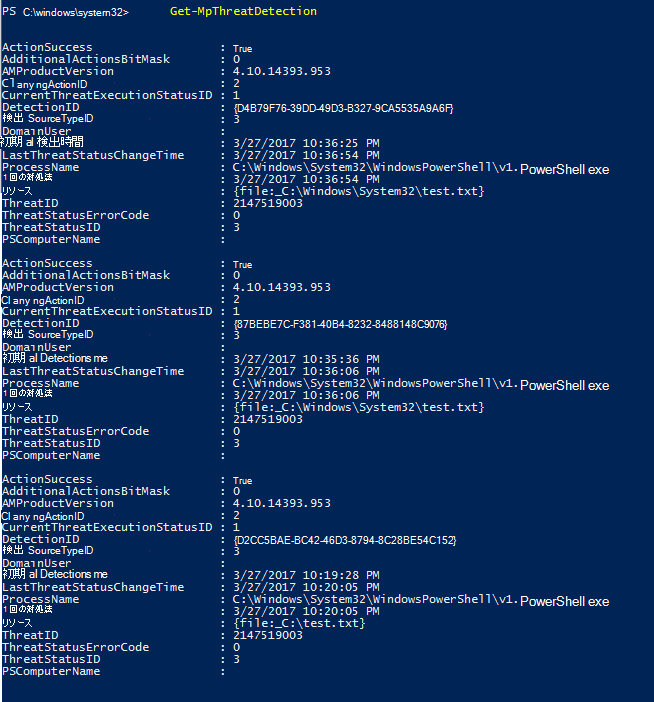 PS C:\windows\system32> Get-MpThreatDetection
ActionSuccess : True
AdditionalActionsBitMask : 0
AMProductVersion : 4.10.14393.953
Cl any ngActionID : 2
CurrentThreatExecutionStatusID : 1
DetectionID : {D4B79F76-39DD-49D3-B327-9CA5535A9A6F}
検出 SourceTypeID : 3
DomainUser :
初期 al 検出時間 : 3/27/2017 10:36:25 PM
LastThreatStatusChangeTime : 3/27/2017 10:36:54 PM
ProcessName : C:\Windows\System32\WindowsPowerShell\v1.PowerShell exe
1 回の対処法 : 3/27/2017 10:36:54 PM
リソース : {file:_C:\Windows\System32\test.txt}
ThreatID : 2147519003
ThreatStatusErrorCode : 0
ThreatStatusID : 3
PSComputerName :
ActionSuccess : True
AdditionalActionsBitMask : 0
AMProductVersion : 4.10.14393.953
Cl any ngActionID : 2
CurrentThreatExecutionStatusID : 1
DetectionID : {87BEBE7C-F381-40B4-8232-8488148C9076}
検出 SourceTypeID : 3
DomainUser :
初期 al Detections me : 3/27/2017 10:35:36 PM
LastThreatStatusChangeTime : 3/27/2017 10:36:06 PM
ProcessName : C:\Windows\System32\WindowsPowerShell\v1.PowerShell exe
1 回の対処法 : 3/27/2017 10:36:06 PM
リソース : {file:_C:\Windows\System32\test.txt}
ThreatID : 2147519003
ThreatStatusErrorCode : 0
ThreatStatusID : 3
PSComputerName :
ActionSuccess : True
AdditionalActionsBitMask : 0
AMProductVersion : 4.10.14393.953
Cl any ngActionID : 2
CurrentThreatExecutionStatusID : 1
DetectionID : {D2CC5BAE-BC42-46D3-8794-8C28BE54C152}
検出 SourceTypeID : 3
DomainUser :
初期 al Detections me : 3/27/2017 10:19:28 PM
LastThreatStatusChangeTime : 3/27/2017 10:20:05 PM
ProcessName : C:\Windows\System32\WindowsPowerShell\v1.PowerShell exe
1 回の対処法 : 3/27/2017 10:20:05 PM
リソース : {file:_C:\test.txt}
ThreatID : 2147519003
ThreatStatusErrorCode : 0
ThreatStatusID : 3
PSComputerName :